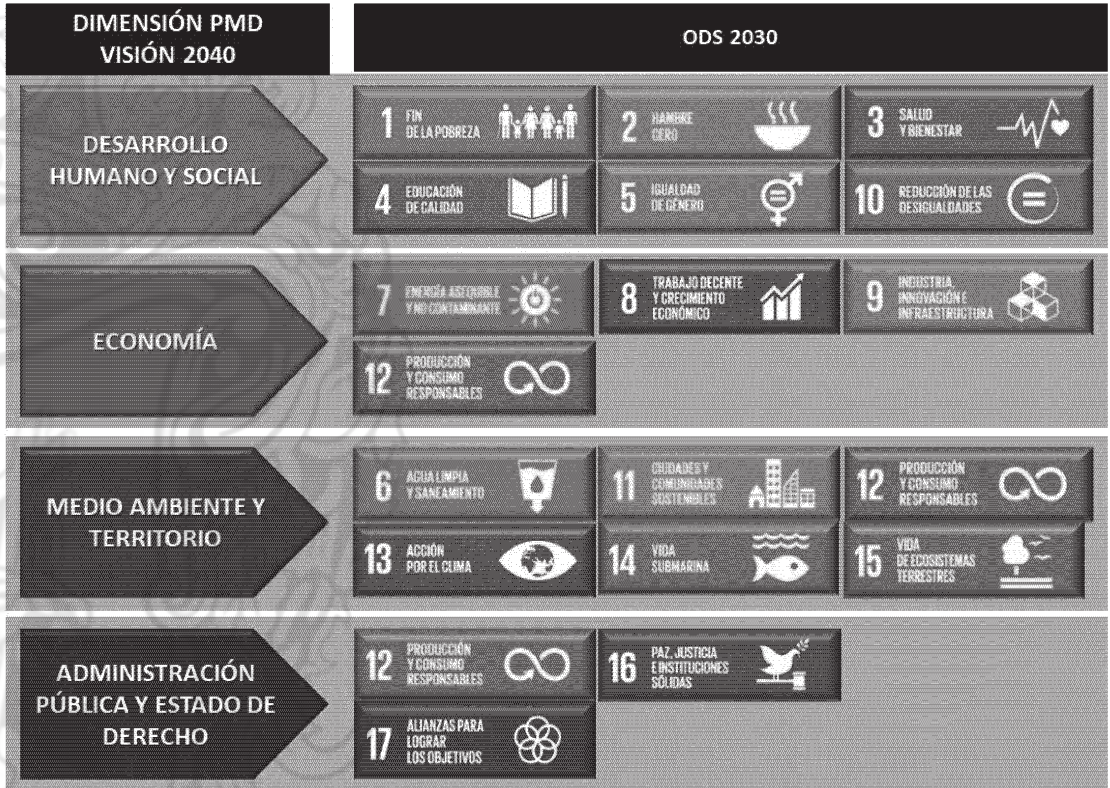 DIMENSIÓN PMD
VISIÓN 2040
ODS 2030
DESARROLLO
HUMANO Y SOCIAL
1 FIN
DE LA POBREZA
2 HAMBRE
CERO
3 SALUD
Y BIENESTAR
4 EDUCACIÓN
DE CALIDAD
5 IGUALDAD
DE GÉNERO
10 REDUCCIÓN DE LAS
DESIGUALDADES
ECONOMÍA
7 ENERGÍA ASEQUIBLE
Y NO CONTAMINANTE
8 TRABAJO DECENTE
Y CRECIMIENTO
ECONÓMICO
9 INDUSTRIA,
INNOVACIÓN E
INFRAESTRUCTURA
12 PRODUCCIÓN
Y CONSUMO
RESPONSABLES
MEDIO AMBIENTE Y
TERRITORIO
6 AGUA LIMPIA
Y SANEAMIENTO
11 CIUDADES Y
COMUNIDADES
SOSTENIBLES
12 PRODUCCIÓN
Y CONSUMO
RESPONSABLES
13 ACCIÓN
POR EL CLIMA
14 VIDA
SUBMARINA
15 VIDA
DE ECOSISTEMAS
TERRESTRES
ADMINISTRACIÓN
PÚBLICA Y ESTADO DE
DERECHO
12 PRODUCCIÓN
Y CONSUMO
RESPONSABLES
16 PAZ, JUSTICIA
E INSTITUCIONES
SÓLIDAS
17 ALIANZAS PARA
LOGRAR
LOS OBJETIVOS